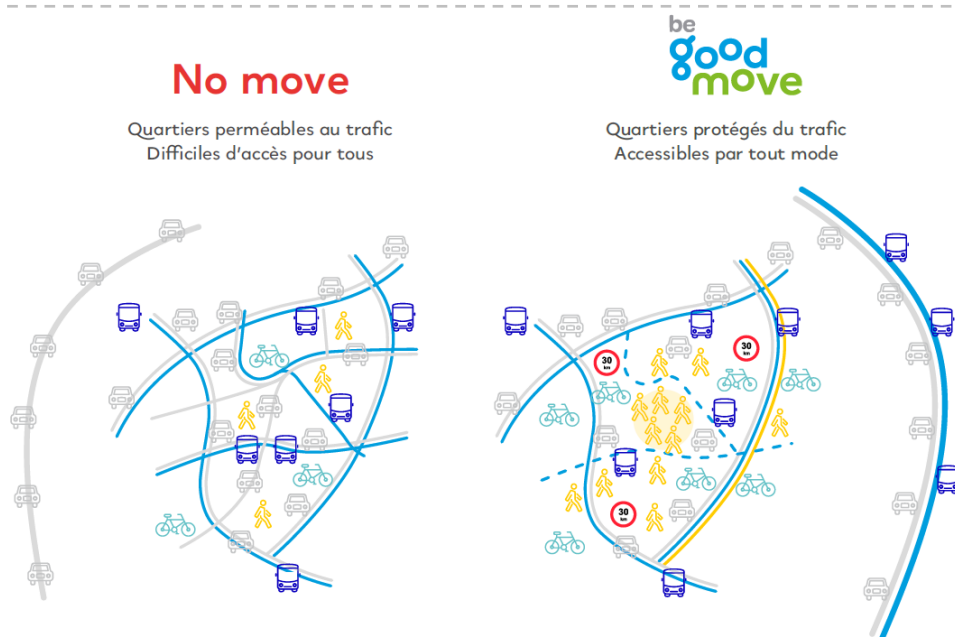 No move
Quartiers perméables au trafic
Difficiles d'accès pour tous
be
good
move
Quartiers protégés du trafic
Accessibles par tout mode
30
km
30
km
30
km